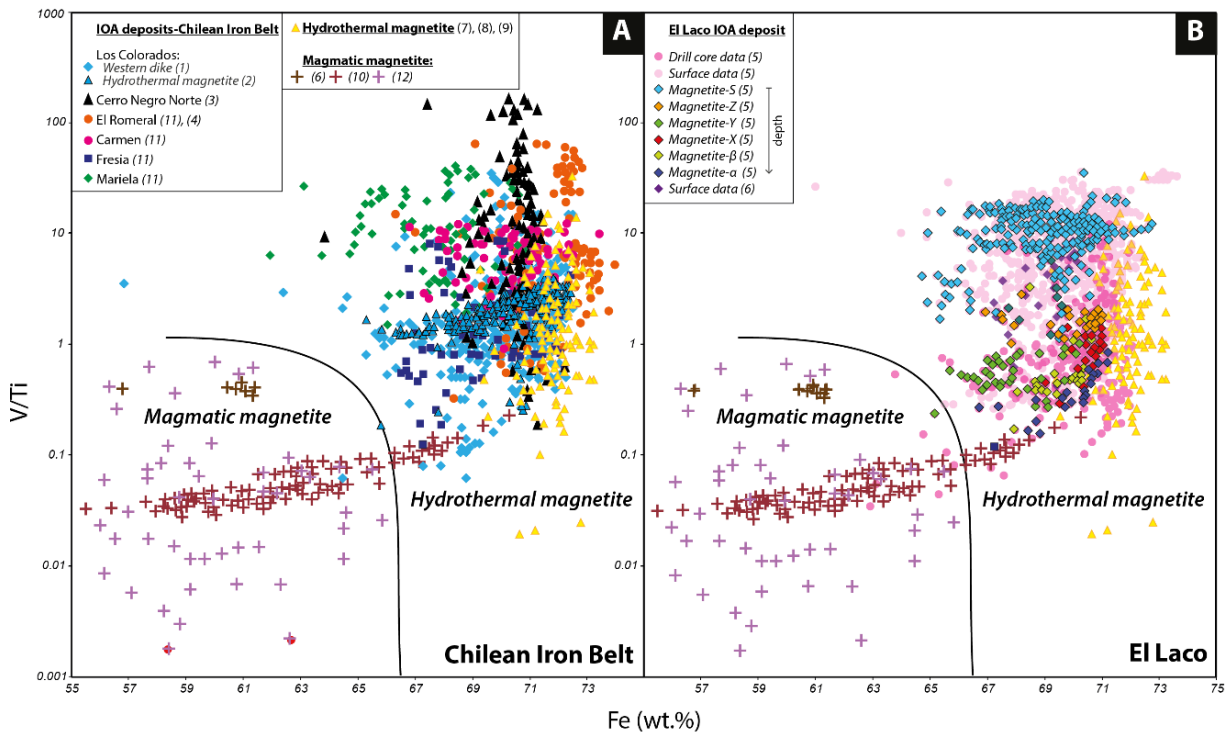 1000
100
10
1
0.1
0.01
0.001
V/Ti
IOA deposits-Chilean Iron Belt
Los Colorados:
Western dike (1)
Hydrothermal magnetite (2)
Cerro Negro Norte (3)
El Romeral (11), (4)
Carmen (11)
Fresia (11)
Mariela (11)
Hydrothermal magnetite (7), (8), (9)
Magmatic magnetite:
(6) (10) (12)
A
Magmatic magnetite
Hydrothermal magnetite
Chilean Iron Belt
55 57 59 61 63 65 67 69 71 73
1000
100
10
1
0.1
0.01
El Laco IOA deposit
Drill core data (5)
Surface data (5)
Magnetite-S (5)
Magnetite-Z (5)
Magnetite-Y (5)
Magnetite-X (5)
Magnetite-β (5)
Magnetite-α (5)
Surface data (6)
depth
B
Magmatic magnetite
Hydrothermal magnetite
El Laco
57 59 61 63 65 67 69 71 73 75
Fe (wt.%)